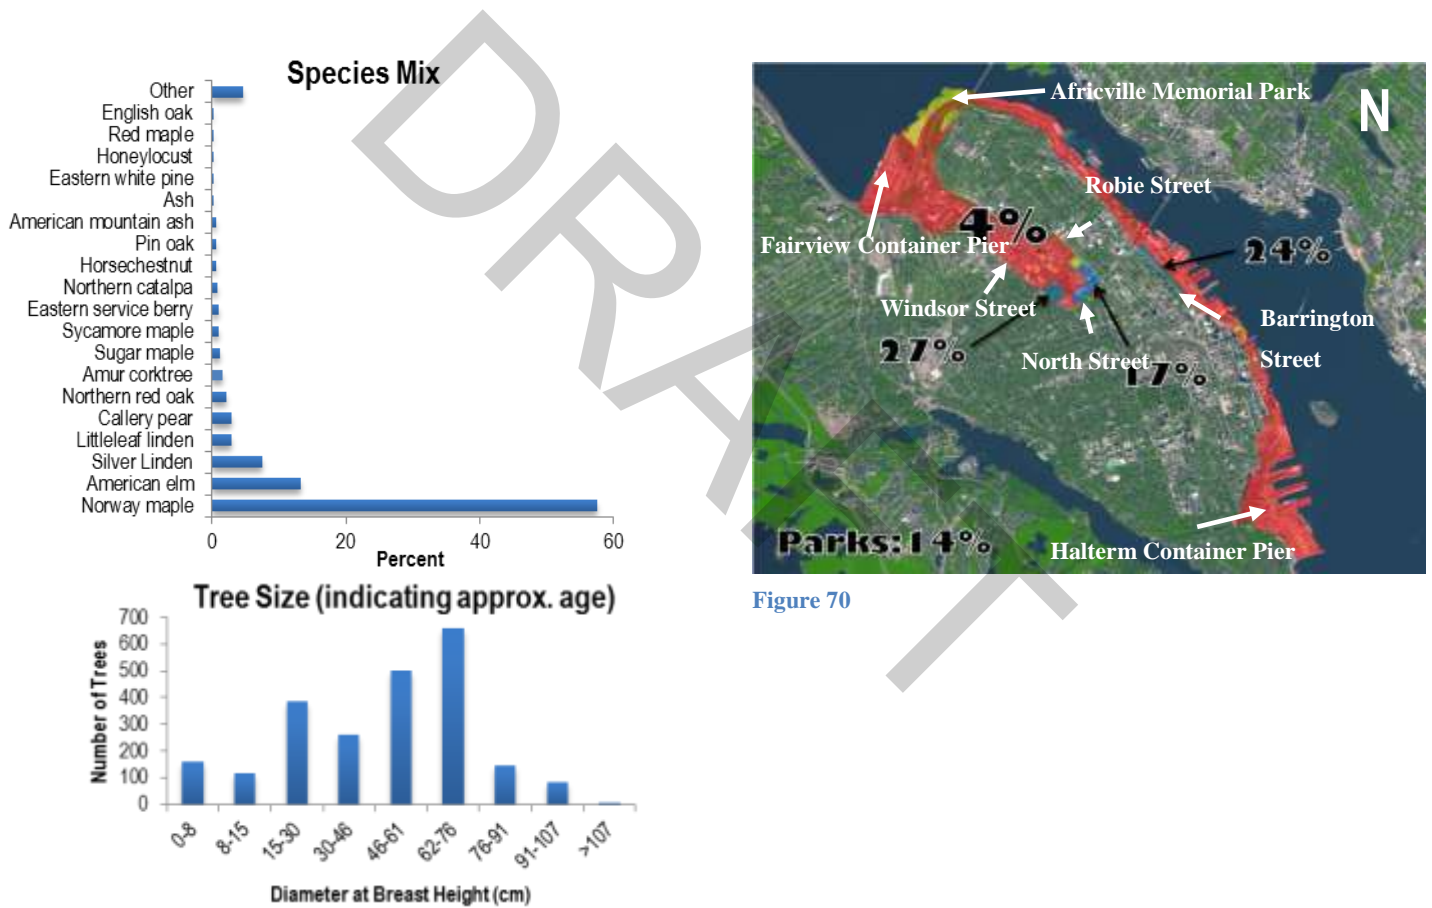 Species Mix
Other
English oak
Red maple
Honeylocust
Eastern white pine
Ash
American mountain ash
Pin oak
Horsechestnut
Northern catalpa
Eastern service berry
Sycamore maple
Sugar maple
Amur corktree
Northern red oak
Callery pear
Littleleaf linden
Silver Linden
American elm
Norway maple
0 20 40 60
Percent
Tree Size (indicating approx. age)
Number of Trees
700
600
500
400
300
200
100
0
0-8 8-15 15-30 30-46 46-61 62-76 76-91 91-107 >107
Diameter at Breast Height (cm)
Africville Memorial Park
N
Robie Street
4%
Fairview Container Pier
24%
Windsor Street
Barrington
Street
27%
North Street
17%
Parks:14%
Halterm Container Pier
Figure 70
DRAFT